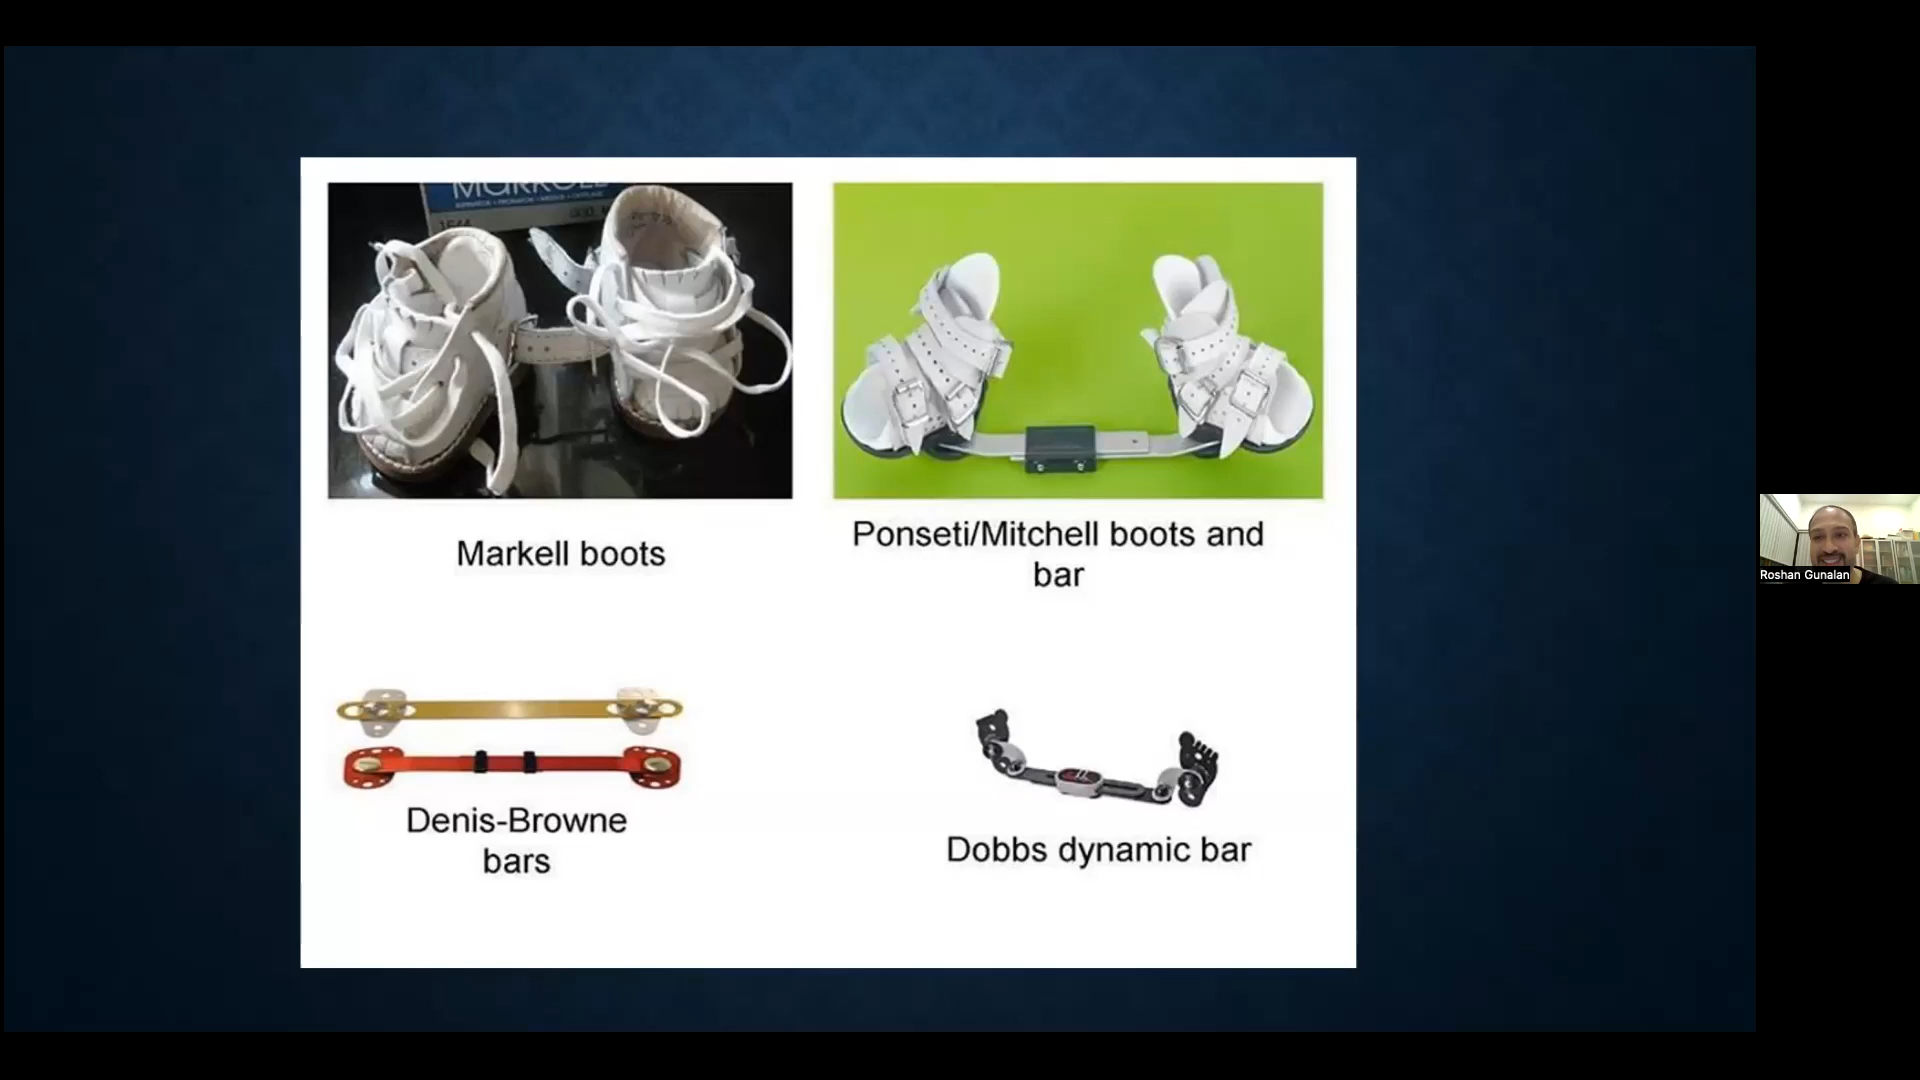 Markell boots
Ponseti/Mitchell boots and
bar
Denis-Browne
bars
Dobbs dynamic bar
Roshan Gunalan